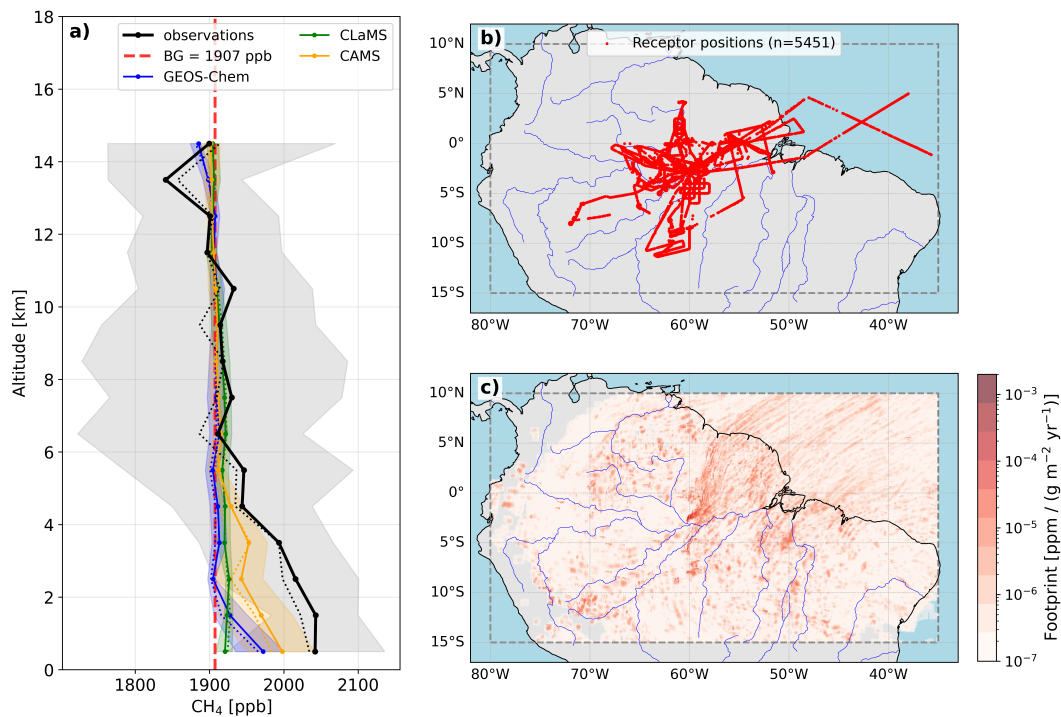 a)
observations
BG = 1907 ppb
GEOS-Chem
CLaMS
CAMS
18
16
14
12
10
8
6
4
2
0
Altitude [km]
1800 1900 2000 2100
CH₄ [ppb]
b)
Receptor positions (n=5451)
10°N
5°N
0°
5°S
10°S
15°S
80°W 70°W 60°W 50°W 40°W
c)
10°N
5°N
0°
5°S
10°S
15°S
80°W 70°W 60°W 50°W 40°W
10⁻³
10⁻⁴
10⁻⁵
10⁻⁶
10⁻⁷
Footprint [ppm / (g m⁻² yr⁻¹)]